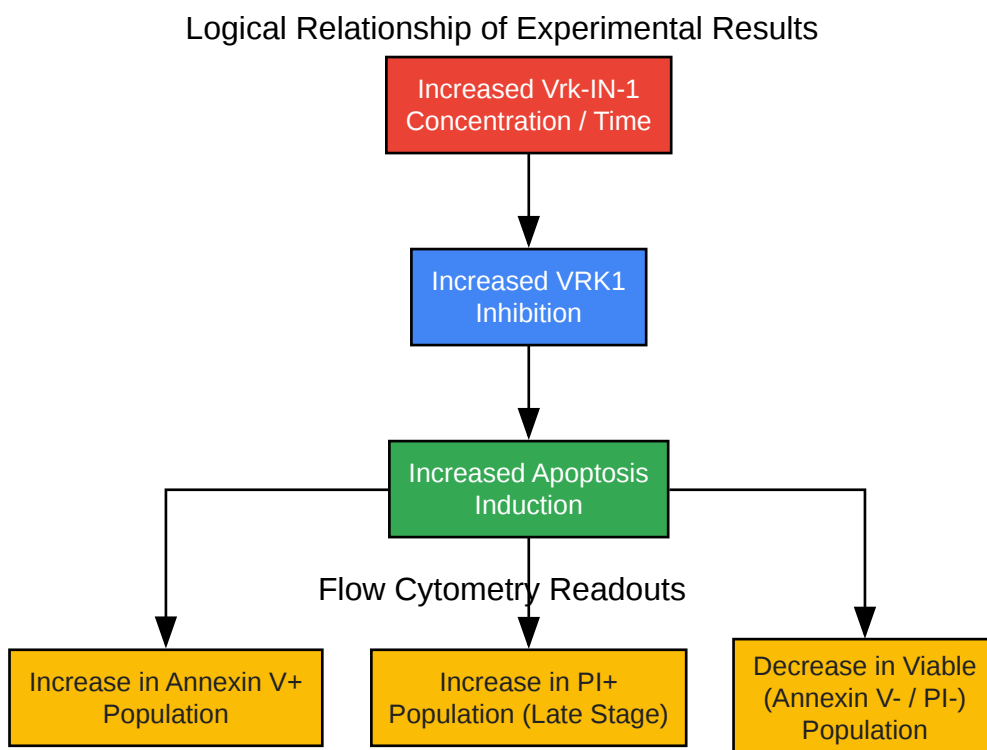 Logical Relationship of Experimental Results
Increased Vrk-IN-1
Concentration / Time
Increased VRK1
Inhibition
Increased Apoptosis
Induction
Flow Cytometry Readouts
Increase in Annexin V+
Population
Increase in PI+
Population (Late Stage)
Decrease in Viable
(Annexin V- / PI-)
Population